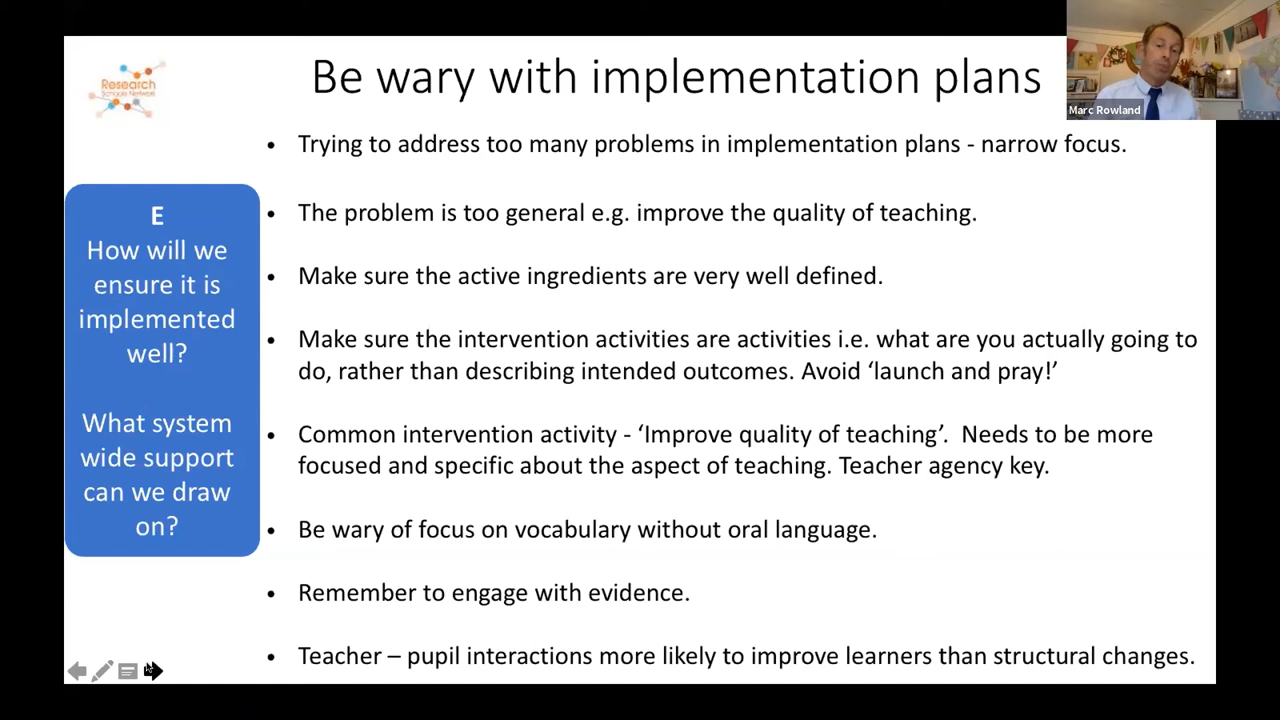 Research
Schools Network
Be wary with implementation plans
Marc Rowland
E
How will we
ensure it is
implemented
well?
What system
wide support
can we draw
on?
• Trying to address too many problems in implementation plans - narrow focus.
• The problem is too general e.g. improve the quality of teaching.
• Make sure the active ingredients are very well defined.
• Make sure the intervention activities are activities i.e. what are you actually going to
do, rather than describing intended outcomes. Avoid ‘launch and pray!’
• Common intervention activity - ‘Improve quality of teaching’.  Needs to be more
focused and specific about the aspect of teaching. Teacher agency key.
• Be wary of focus on vocabulary without oral language.
• Remember to engage with evidence.
• Teacher – pupil interactions more likely to improve learners than structural changes.